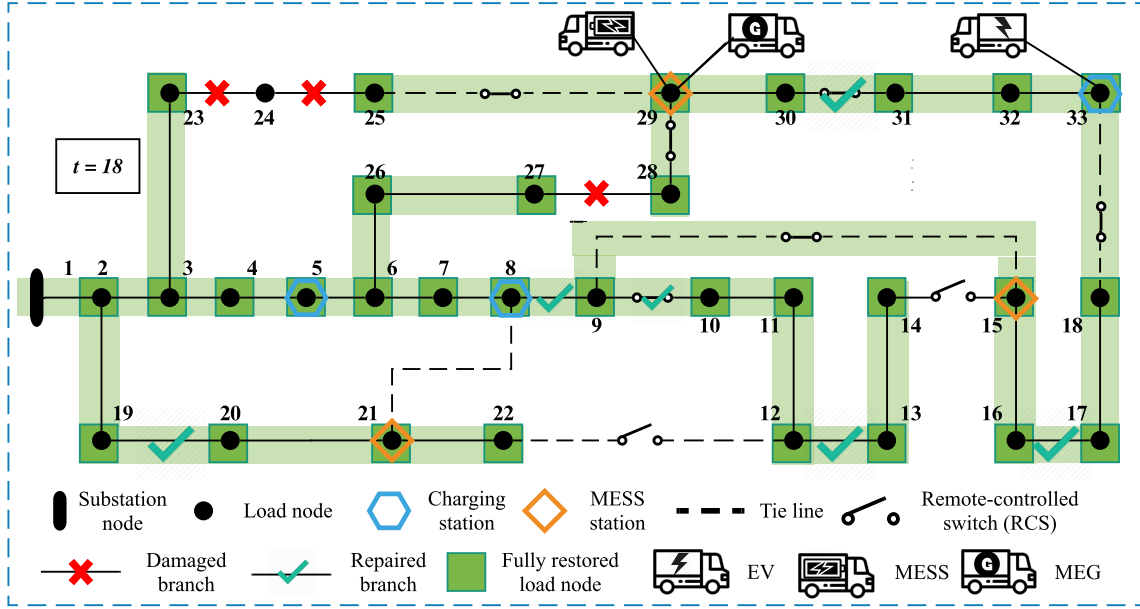 G
23
24
25
29
30
31
32
33
t = 18
26
27
28
1
2
3
4
5
6
7
8
9
10
11
14
15
18
19
20
21
22
12
13
16
17
Substation node
Load node
Charging station
MESS station
Tie line
Remote-controlled switch (RCS)
Damaged branch
Repaired branch
Fully restored load node
EV
MESS
G
MEG